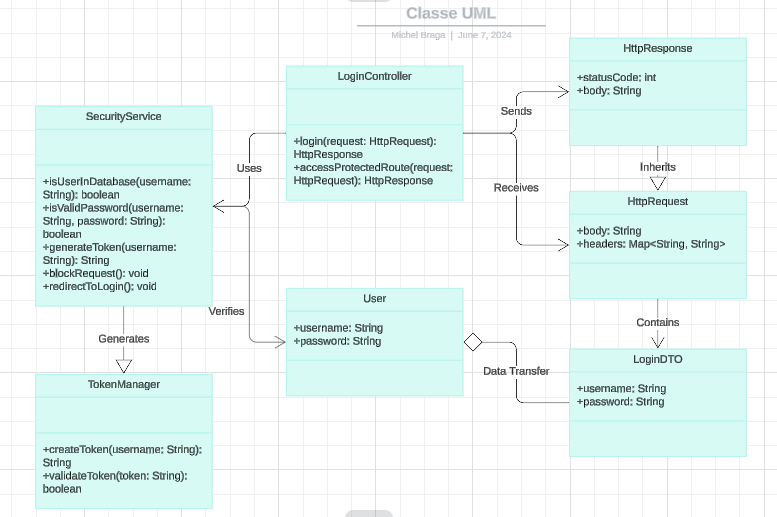 Classe UML
Michel Braga | June 7, 2024
HttpResponse
+statusCode: int
+body: String
LoginController
+login(request: HttpRequest):
HttpResponse
+accessProtectedRoute(request:
HttpRequest): HttpResponse
SecurityService
+isUserInDatabase(username:
String): boolean
+isValidPassword(username:
String, password: String):
boolean
+generateToken(username:
String): String
+blockRequest(): void
+redirectToLogin(): void
Sends
Uses
Receives
Inherits
HttpRequest
+body: String
+headers: Map<String, String>
Verifies
User
+username: String
+password: String
Generates
Contains
Data Transfer
LoginDTO
+username: String
+password: String
TokenManager
+createToken(username: String):
String
+validateToken(token: String):
boolean